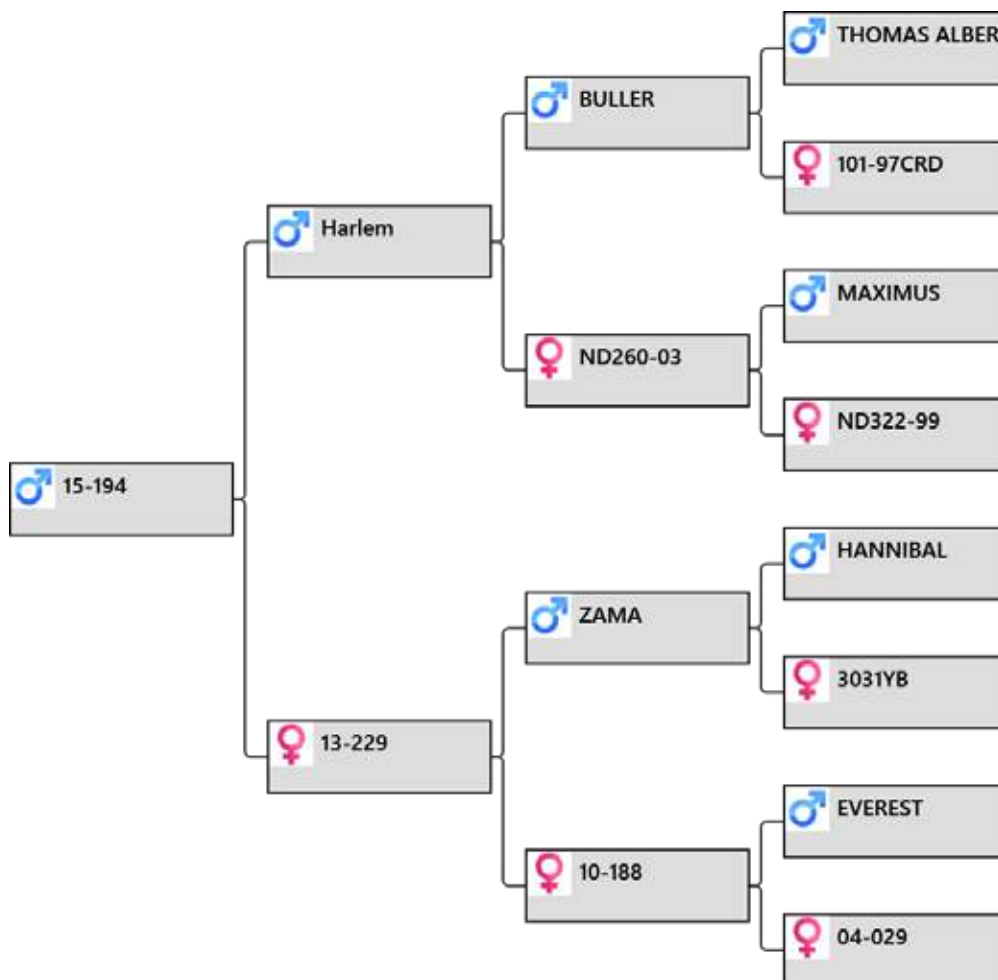 THOMAS ALBER
BULLER
101-97CRD
Harlem
MAXIMUS
ND260-03
ND322-99
15-194
HANNIBAL
ZAMA
3031YB
13-229
EVEREST
10-188
04-029